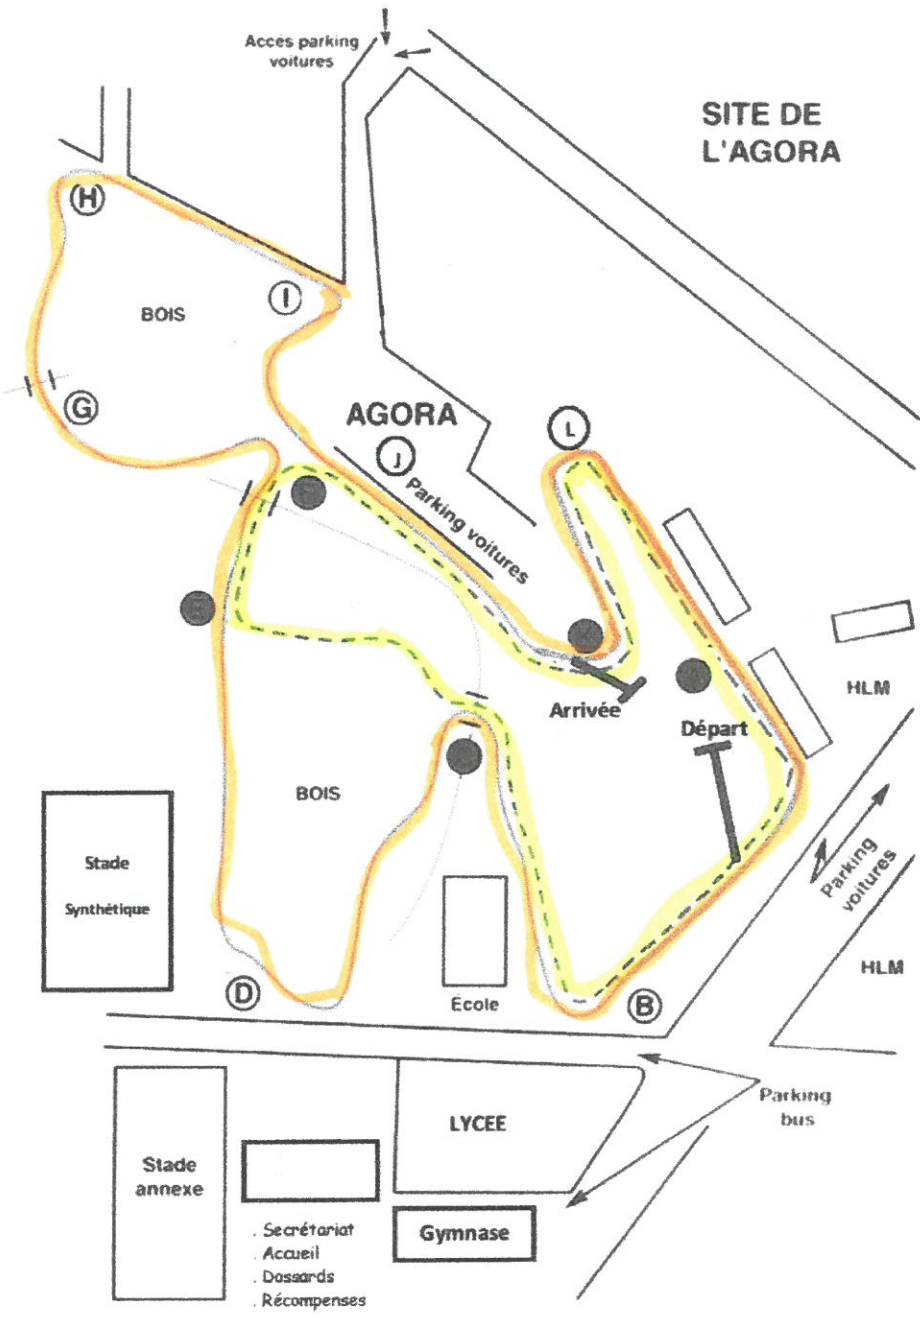 Accès parking
voitures
SITE DE
L'AGORA
H
I
BOIS
G
AGORA
J
L
Parking voitures
HLM
Arrivée
Départ
BOIS
Stade
Synthétique
Parking
voitures
HLM
D
École
B
Parking
bus
LYCEE
Stade
annexe
Gymnase
. Secrétariat
. Accueil
. Dossards
. Récompenses